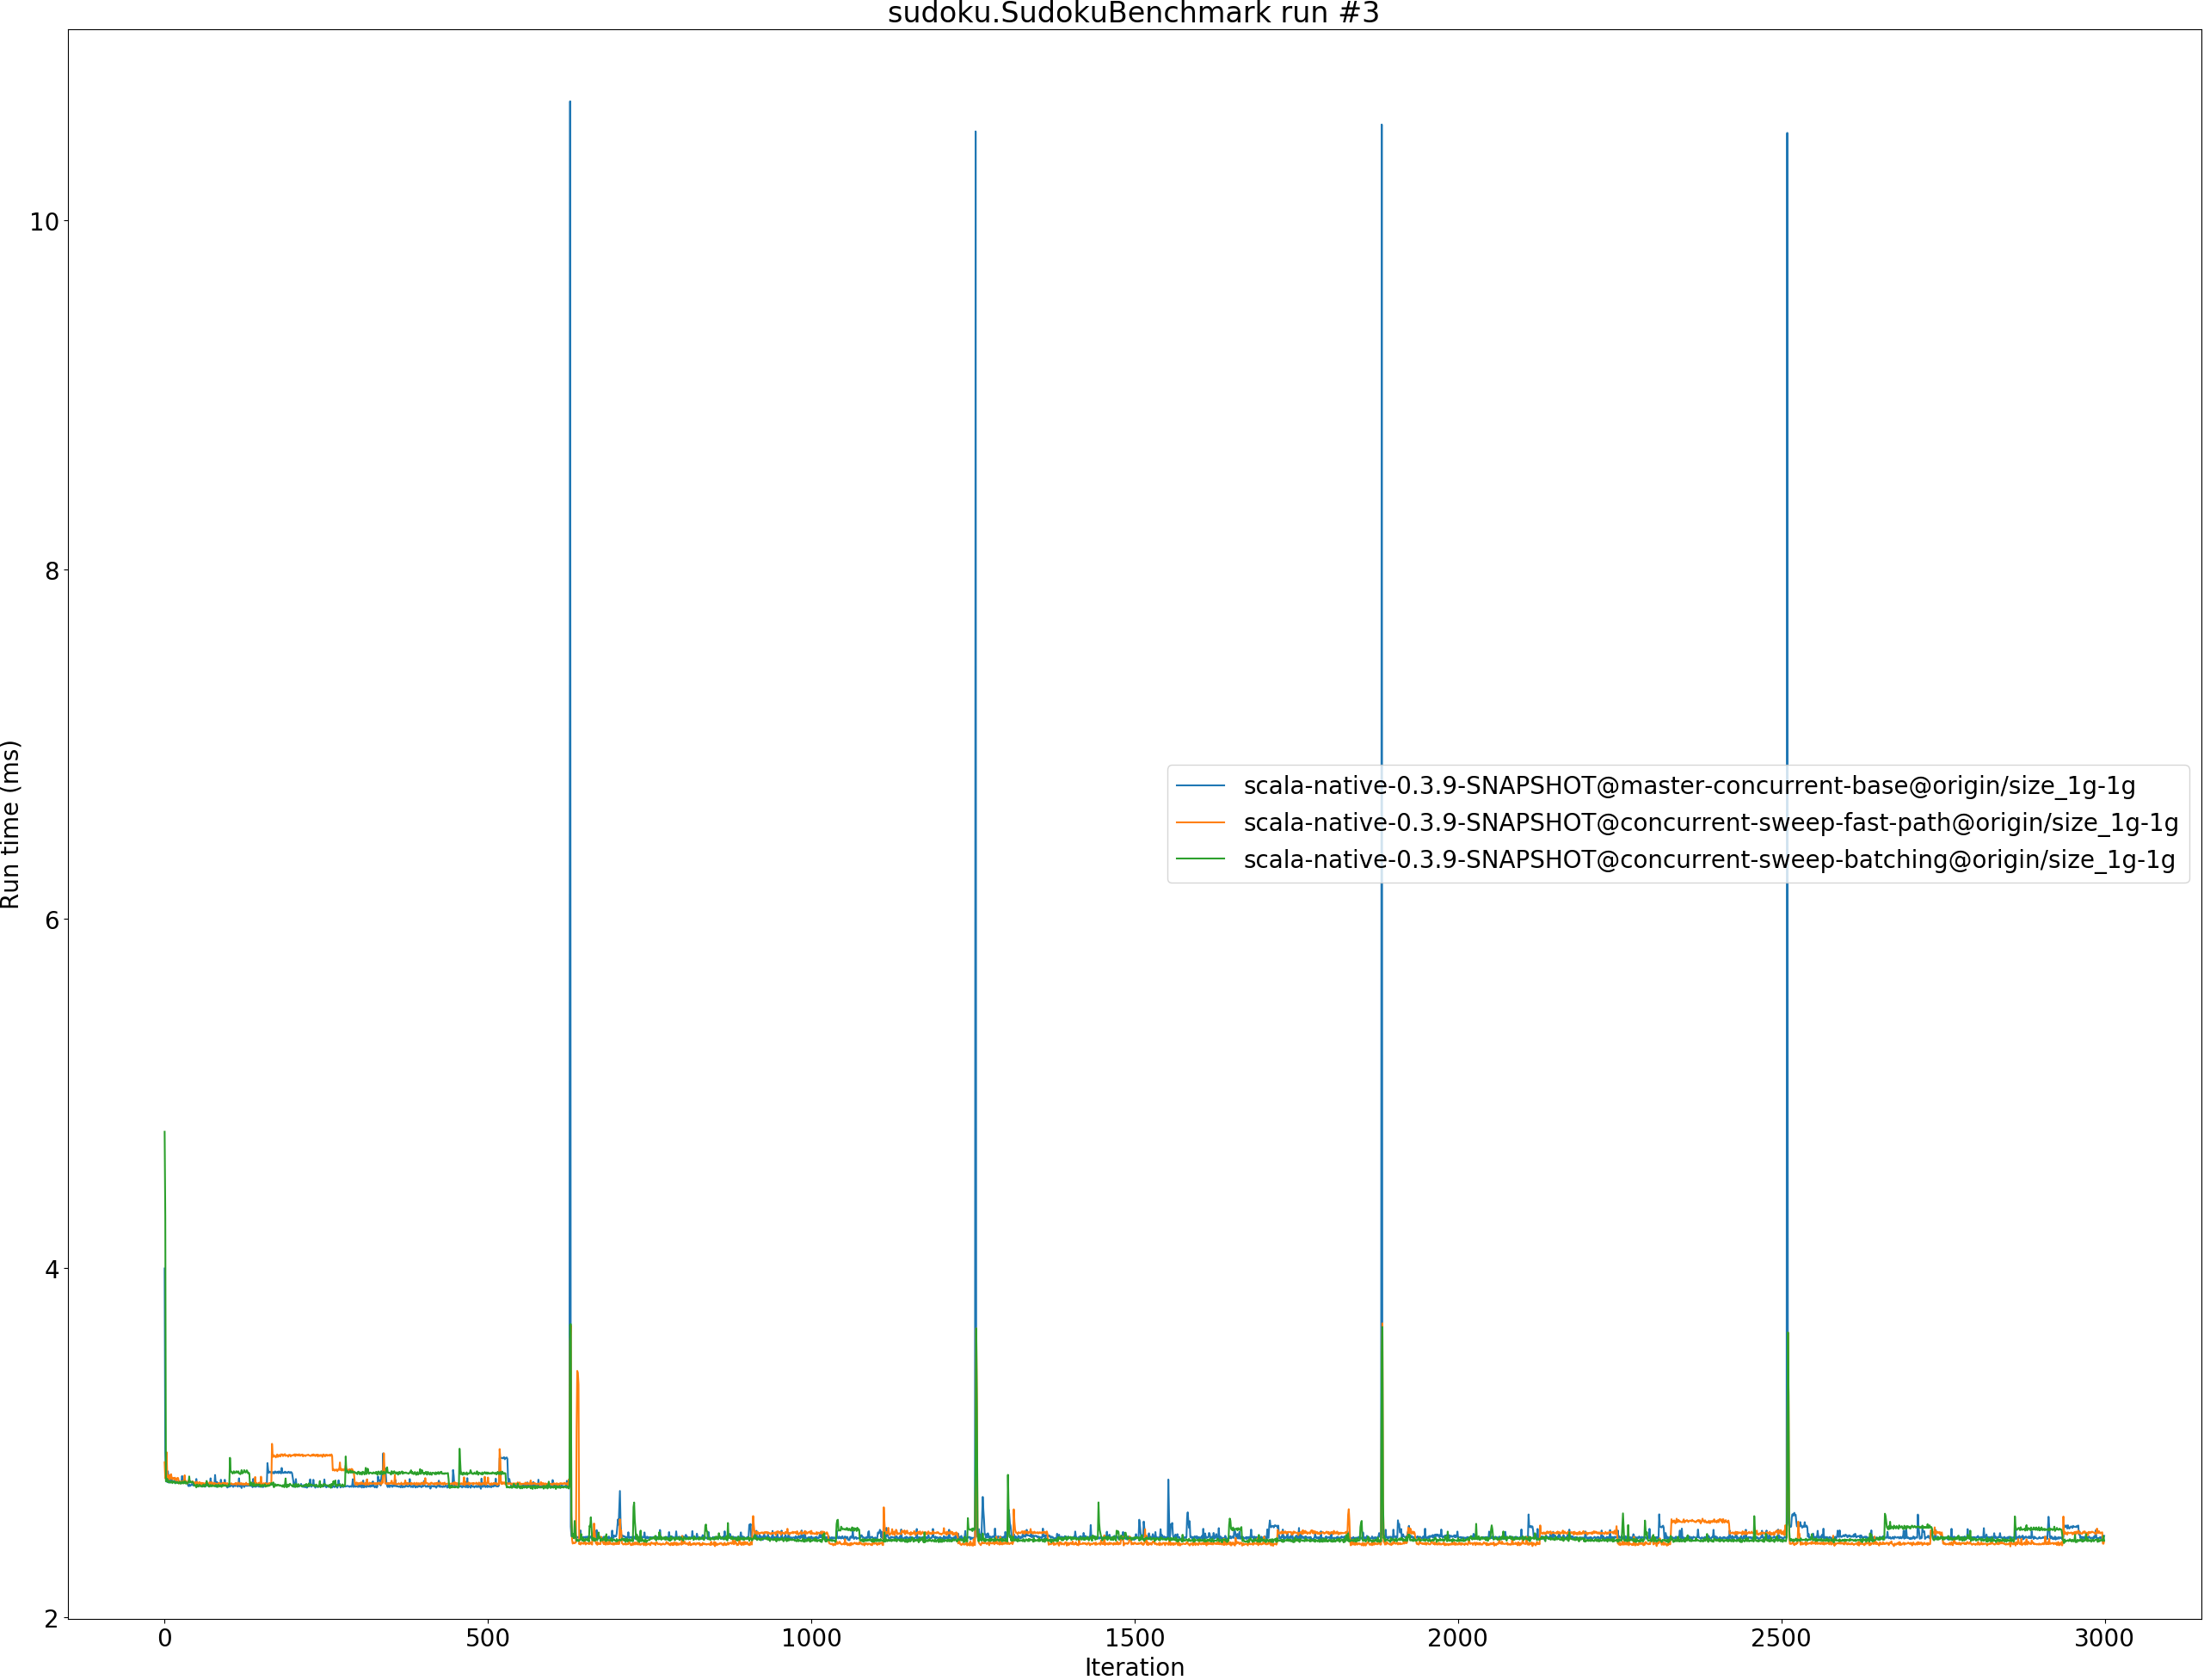 sudoku.SudokuBenchmark run #3
Run time (ms)
10
8
6
4
2
scala-native-0.3.9-SNAPSHOT@master-concurrent-base@origin/size_1g-1g
scala-native-0.3.9-SNAPSHOT@concurrent-sweep-fast-path@origin/size_1g-1g
scala-native-0.3.9-SNAPSHOT@concurrent-sweep-batching@origin/size_1g-1g
0 500 1000 1500 2000 2500 3000
Iteration